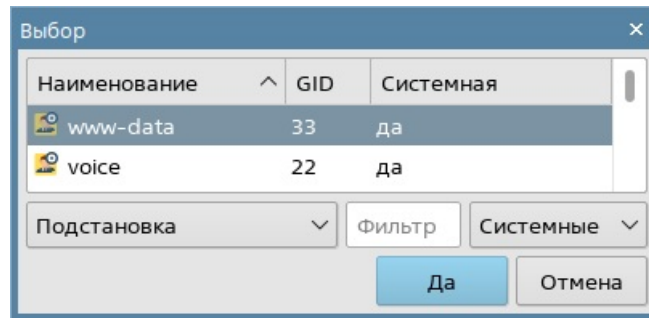 Выбор
Наименование GID Системная
www-data 33 да
voice 22 да
Подстановка Фильтр Системные
Да Отмена